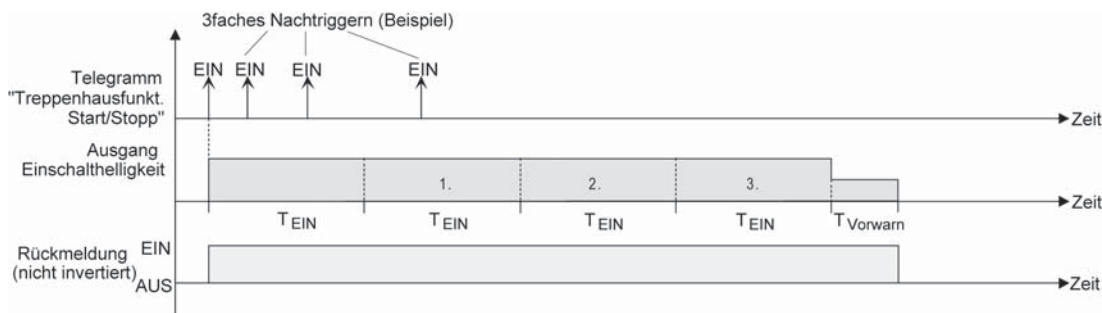 3faches Nachtriggern (Beispiel)
EIN EIN EIN EIN
Telegramm
"Treppenhausfunkt.
Start/Stopp"
Zeit
Ausgang
Einschalthelligkeit
1. 2. 3.
Zeit
T EIN T EIN T EIN T EIN T Vorwarn
Rückmeldung
(nicht invertiert)
EIN
AUS
Zeit